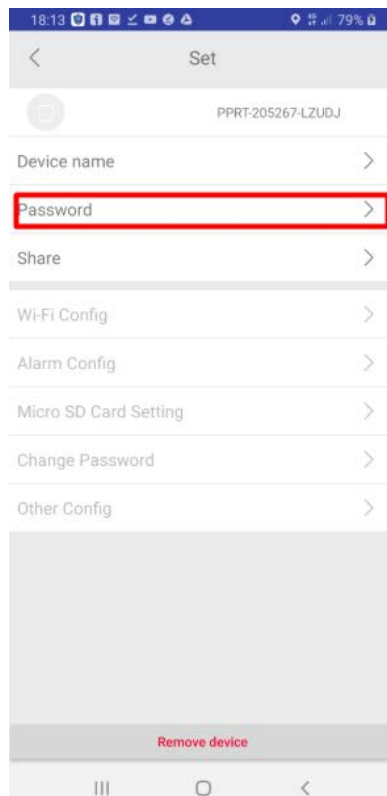 18:13 79%
Set
PPRT-205267-LZUDJ
Device name
Password
Share
Wi-Fi Config
Alarm Config
Micro SD Card Setting
Change Password
Other Config
Remove device